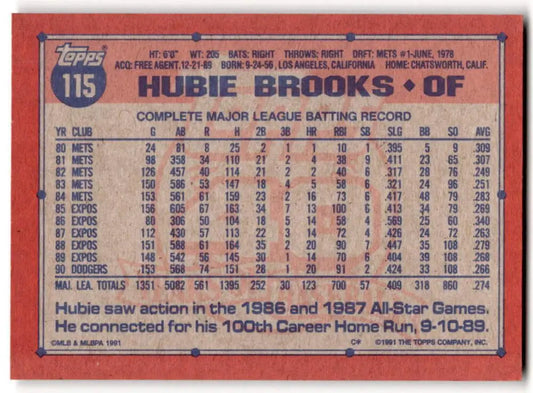 topps
115
HT: 6'0" WT: 205 BATS: RIGHT THROWS: RIGHT DRFT: METS #1-JUNE, 1978
ACQ: FREE AGENT,12-21-89 BORN: 9-24-56, LOS ANGELES, CALIFORNIA HOME: CHATSWORTH, CALIF.
HUBIE BROOKS • OF
COMPLETE MAJOR LEAGUE BATTING RECORD
YR CLUB G AB R H 2B 3B HR RBI SB SLG BB SO AVG
80 METS 24 81 8 25 2 1 1 10 1 .395 5 9 .309
81 METS 98 358 34 110 21 2 4 38 9 .411 23 65 .307
82 METS 126 457 40 114 21 2 2 40 6 .317 28 76 .249
83 METS 150 586 53 147 18 4 5 58 6 .321 24 96 .251
84 METS 153 561 61 159 23 2 16 73 6 .417 48 79 .283
85 EXPOS 156 605 67 163 34 7 13 100 6 .413 34 79 .269
86 EXPOS 80 306 50 104 18 5 14 58 4 .569 25 60 .340
87 EXPOS 112 430 57 113 22 3 14 72 4 .426 24 72 .263
88 EXPOS 151 588 61 164 35 2 20 90 7 .447 35 108 .279
89 EXPOS 148 542 56 145 30 1 14 70 6 .404 39 108 .268
90 DODGERS 153 568 74 151 28 1 20 91 2 .424 33 108 .266
MAJ. LEA. TOTALS 1351 5082 561 1395 252 30 123 700 57 .409 318 860 .274
Hubie saw action in the 1986 and 1987 All-Star Games.
He connected for his 100th Career Home Run, 9-10-89.
©MLB & MLBPA 1991 C* ©1991 THE TOPPS COMPANY, INC.